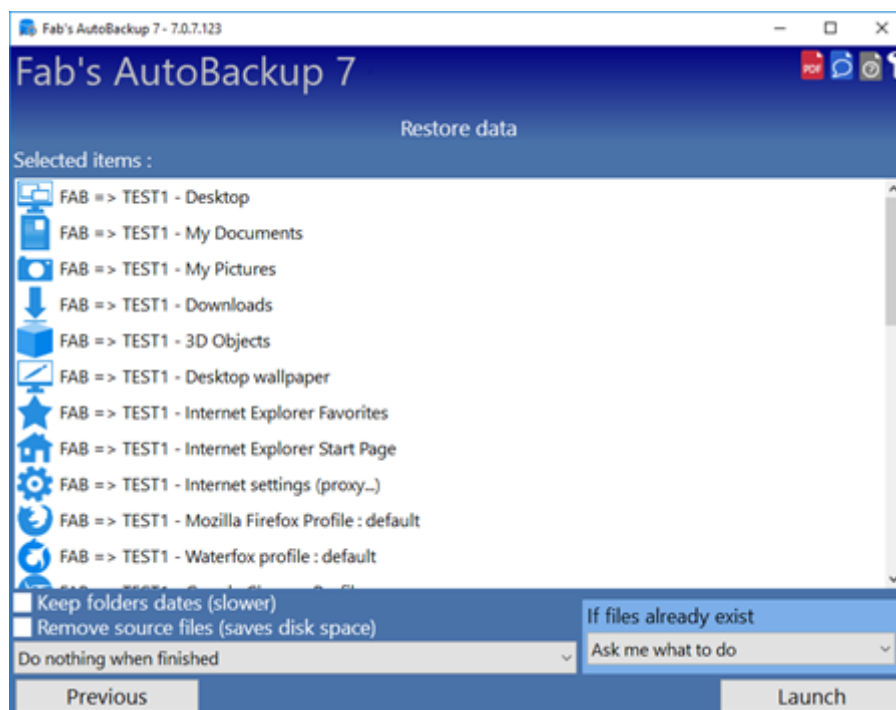 Fab's AutoBackup 7 - 7.0.7.123
Fab's AutoBackup 7
PDF
Restore data
Selected items :
FAB => TEST1 - Desktop
FAB => TEST1 - My Documents
FAB => TEST1 - My Pictures
FAB => TEST1 - Downloads
FAB => TEST1 - 3D Objects
FAB => TEST1 - Desktop wallpaper
FAB => TEST1 - Internet Explorer Favorites
FAB => TEST1 - Internet Explorer Start Page
FAB => TEST1 - Internet settings (proxy...)
FAB => TEST1 - Mozilla Firefox Profile : default
FAB => TEST1 - Waterfox profile : default
Keep folders dates (slower)
Remove source files (saves disk space)
Do nothing when finished
If files already exist
Ask me what to do
Previous
Launch